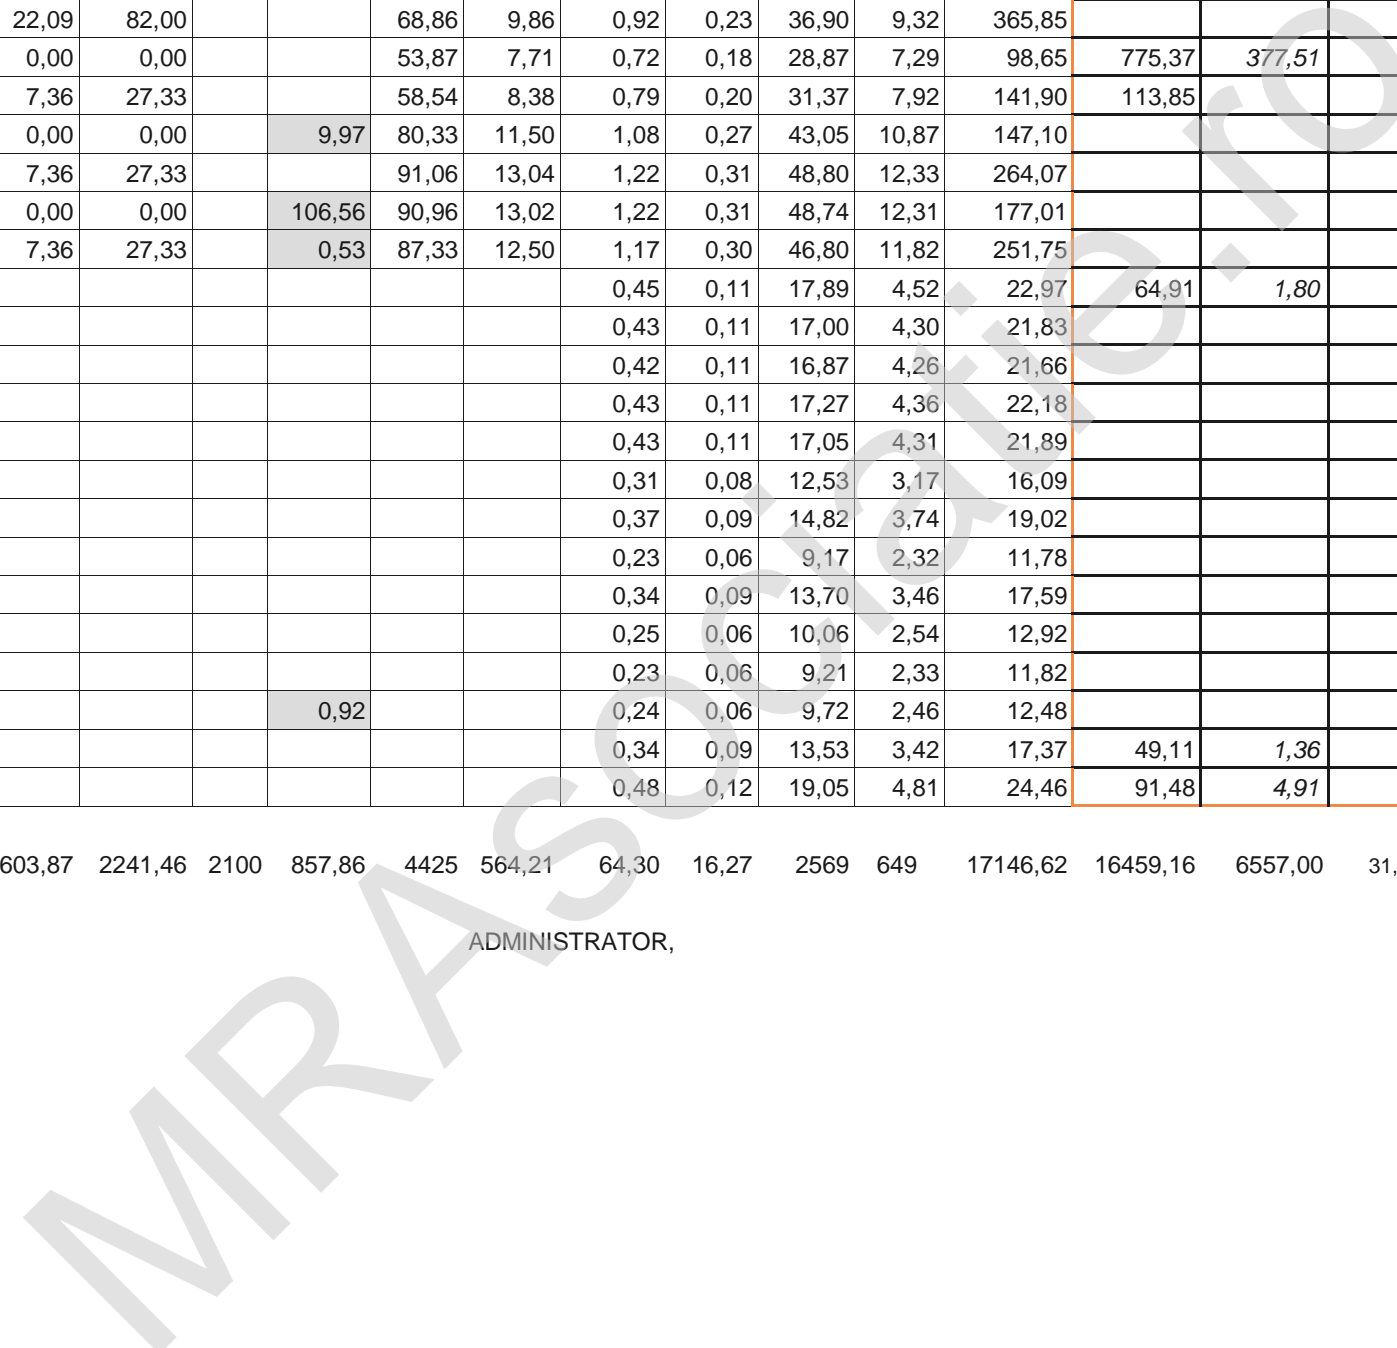 22,09 82,00 68,86 9,86 0,92 0,23 36,90 9,32 365,85
0,00 0,00 53,87 7,71 0,72 0,18 28,87 7,29 98,65 775,37 377,51
7,36 27,33 58,54 8,38 0,79 0,20 31,37 7,92 141,90 113,85
0,00 0,00 9,97 80,33 11,50 1,08 0,27 43,05 10,87 147,10
7,36 27,33 91,06 13,04 1,22 0,31 48,80 12,33 264,07
0,00 0,00 106,56 90,96 13,02 1,22 0,31 48,74 12,31 177,01
7,36 27,33 0,53 87,33 12,50 1,17 0,30 46,80 11,82 251,75
0,45 0,11 17,89 4,52 22,97 64,91 1,80
0,43 0,11 17,00 4,30 21,83
0,42 0,11 16,87 4,26 21,66
0,43 0,11 17,27 4,36 22,18
0,43 0,11 17,05 4,31 21,89
0,31 0,08 12,53 3,17 16,09
0,37 0,09 14,82 3,74 19,02
0,23 0,06 9,17 2,32 11,78
0,34 0,09 13,70 3,46 17,59
0,25 0,06 10,06 2,54 12,92
0,23 0,06 9,21 2,33 11,82
0,92 0,24 0,06 9,72 2,46 12,48
0,34 0,09 13,53 3,42 17,37 49,11 1,36
0,48 0,12 19,05 4,81 24,46 91,48 4,91
603,87 2241,46 2100 857,86 4425 564,21 64,30 16,27 2569 649 17146,62 16459,16 6557,00 31,
ADMINISTRATOR,
MRAsociatie.ro